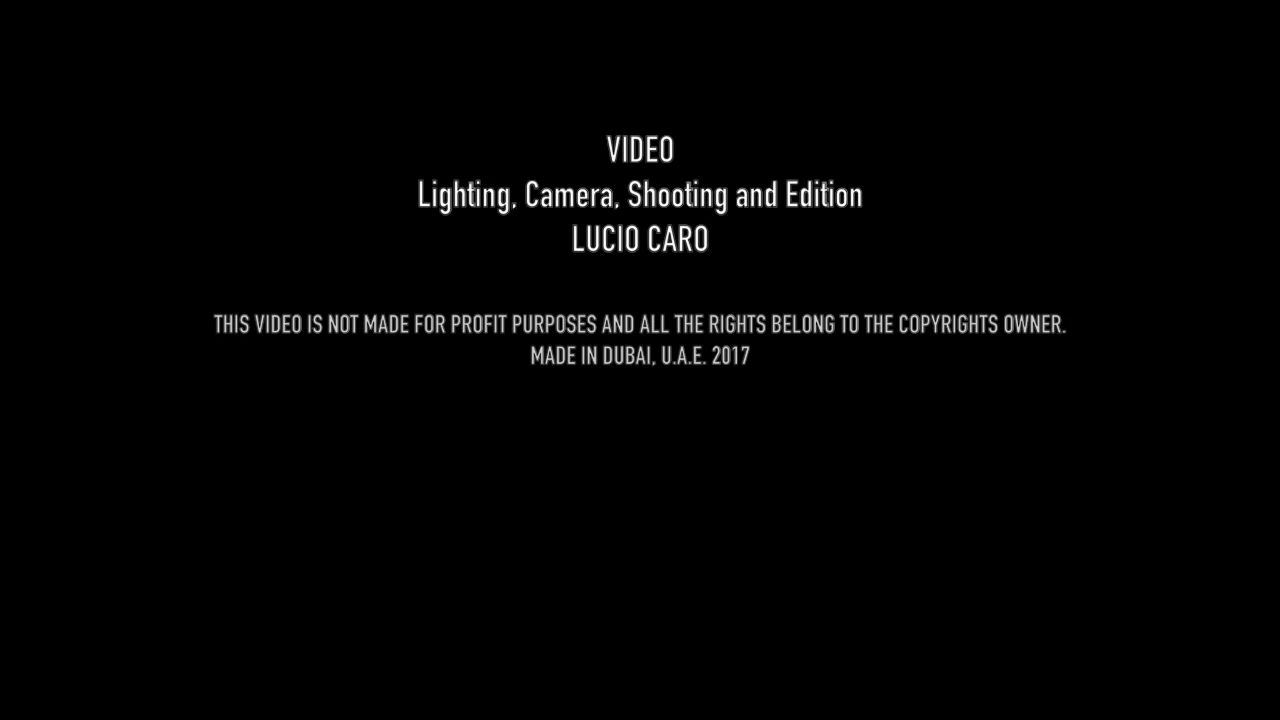 VIDEO
Lighting, Camera, Shooting and Edition
LUCIO CARO
THIS VIDEO IS NOT MADE FOR PROFIT PURPOSES AND ALL THE RIGHTS BELONG TO THE COPYRIGHTS OWNER.
MADE IN DUBAI, U.A.E. 2017